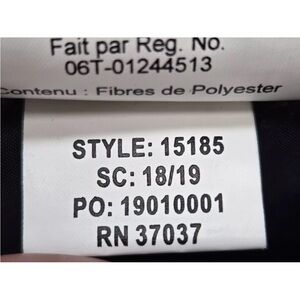 Fait par Reg. No.
06T-01244513
Contenu : Fibres de Polyester
STYLE: 15185
SC: 18/19
PO: 19010001
RN 37037